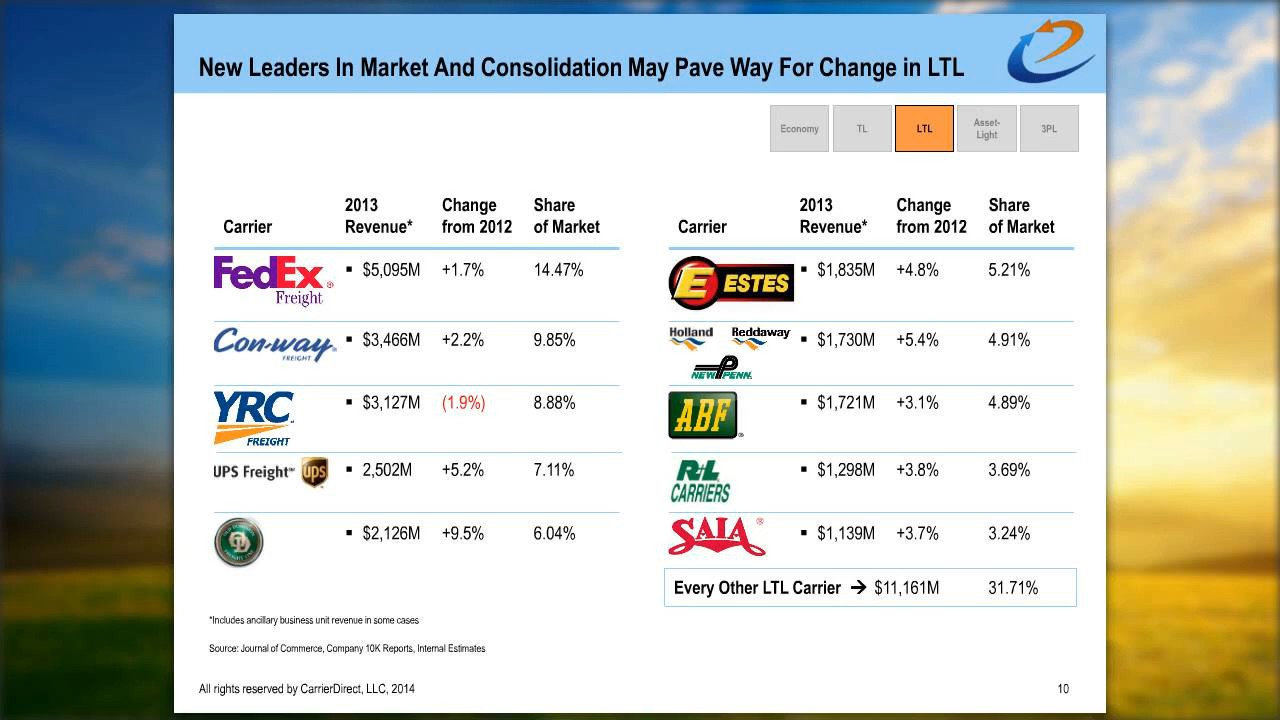 New Leaders In Market And Consolidation May Pave Way For Change in LTL
Economy
TL
LTL
Asset-
Light
3PL
Carrier
2013
Revenue*
Change
from 2012
Share
of Market
FedEx®
Freight
▪ $5,095M +1.7% 14.47%
Con-way®
FREIGHT
▪ $3,466M +2.2% 9.85%
YRC
FREIGHT
▪ $3,127M (1.9%) 8.88%
UPS Freight℠ ups
▪ 2,502M +5.2% 7.11%
▪ $2,126M +9.5% 6.04%
Carrier
2013
Revenue*
Change
from 2012
Share
of Market
E ESTES
▪ $1,835M +4.8% 5.21%
Holland Reddaway
NEW PENN
▪ $1,730M +5.4% 4.91%
ABF®
▪ $1,721M +3.1% 4.89%
R+L
CARRIERS
▪ $1,298M +3.8% 3.69%
SAIA®
▪ $1,139M +3.7% 3.24%
Every Other LTL Carrier → $11,161M 31.71%
*Includes ancillary business unit revenue in some cases
Source: Journal of Commerce, Company 10K Reports, Internal Estimates
All rights reserved by CarrierDirect, LLC, 2014
10